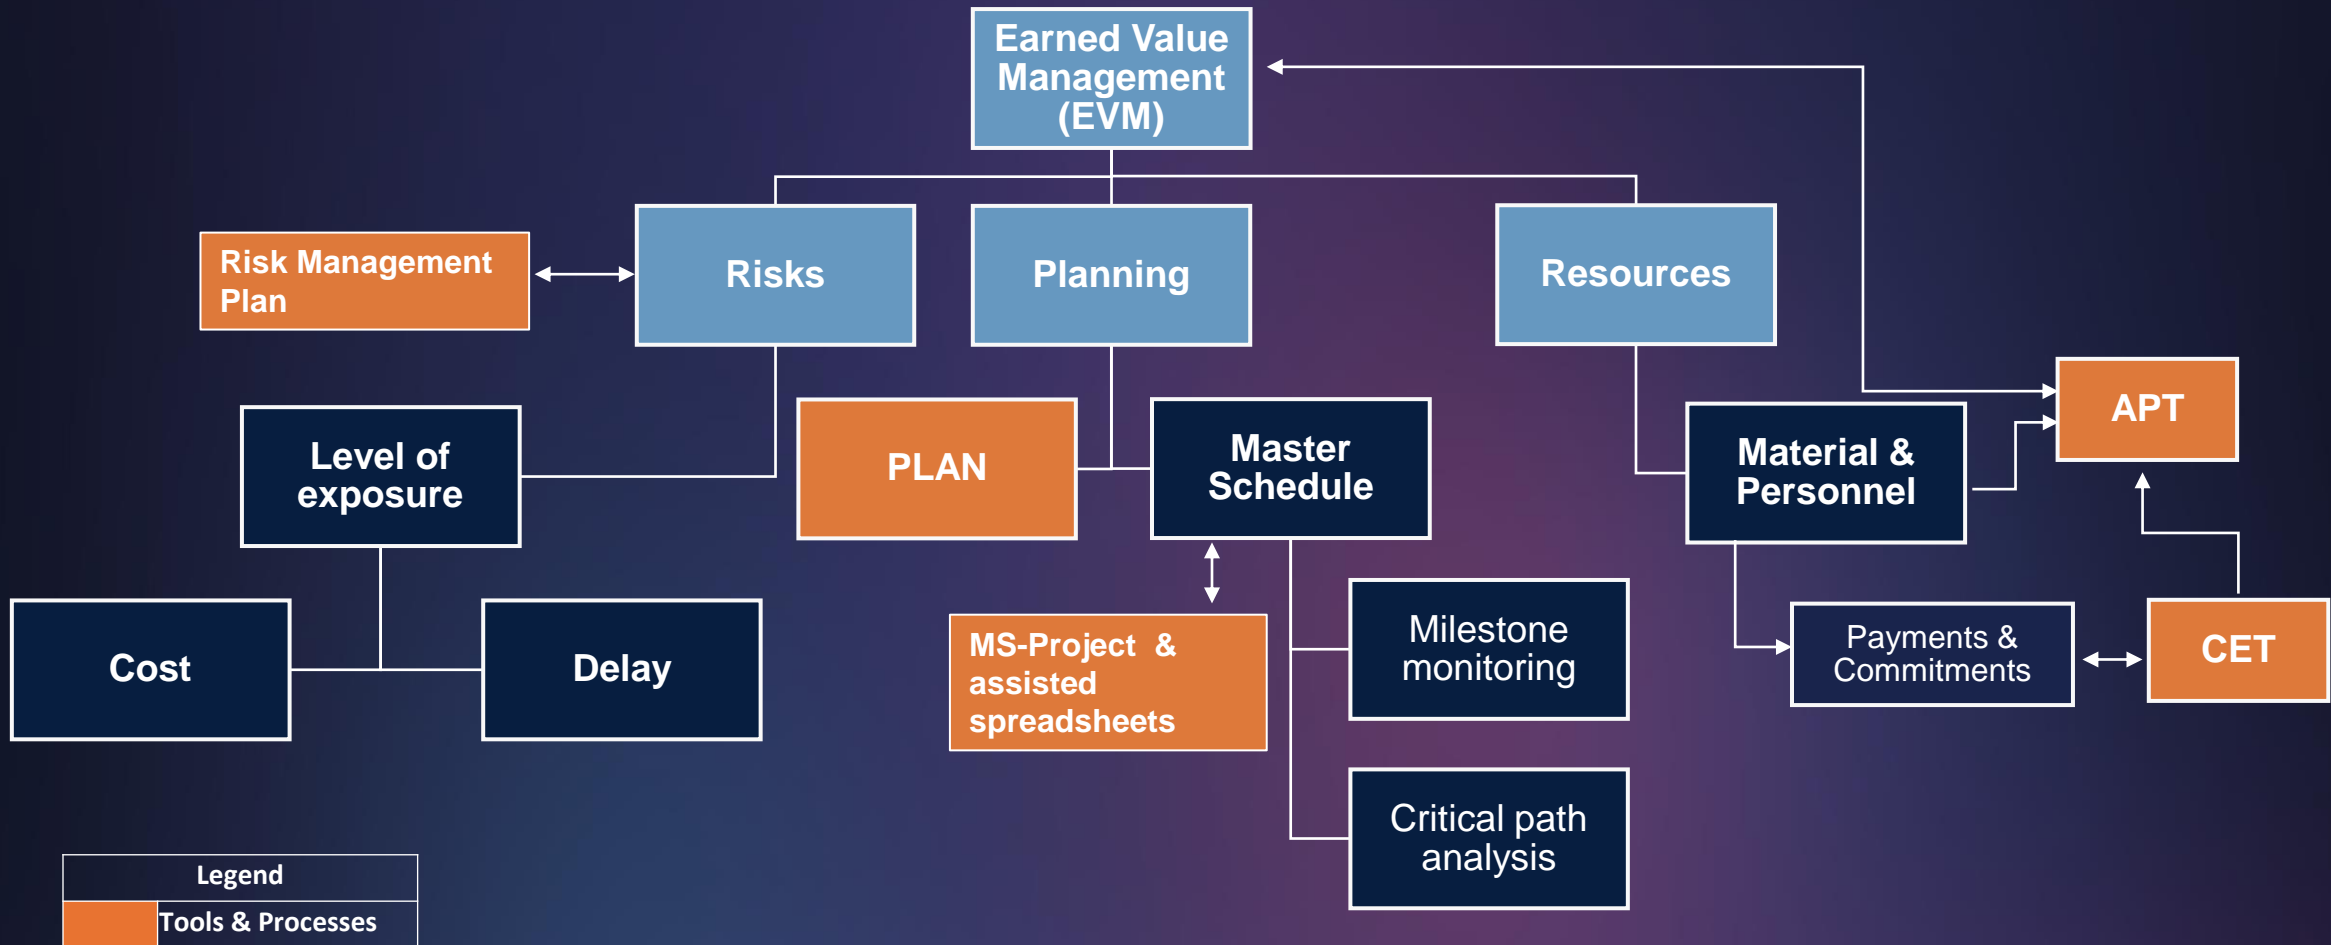 Earned Value
Management
(EVM)
Risk Management
Plan
Risks
Planning
Resources
APT
Level of
exposure
PLAN
Master
Schedule
Material &
Personnel
Cost
Delay
MS-Project  &
assisted
spreadsheets
Milestone
monitoring
Payments &
Commitments
CET
Critical path
analysis
Legend
Tools & Processes